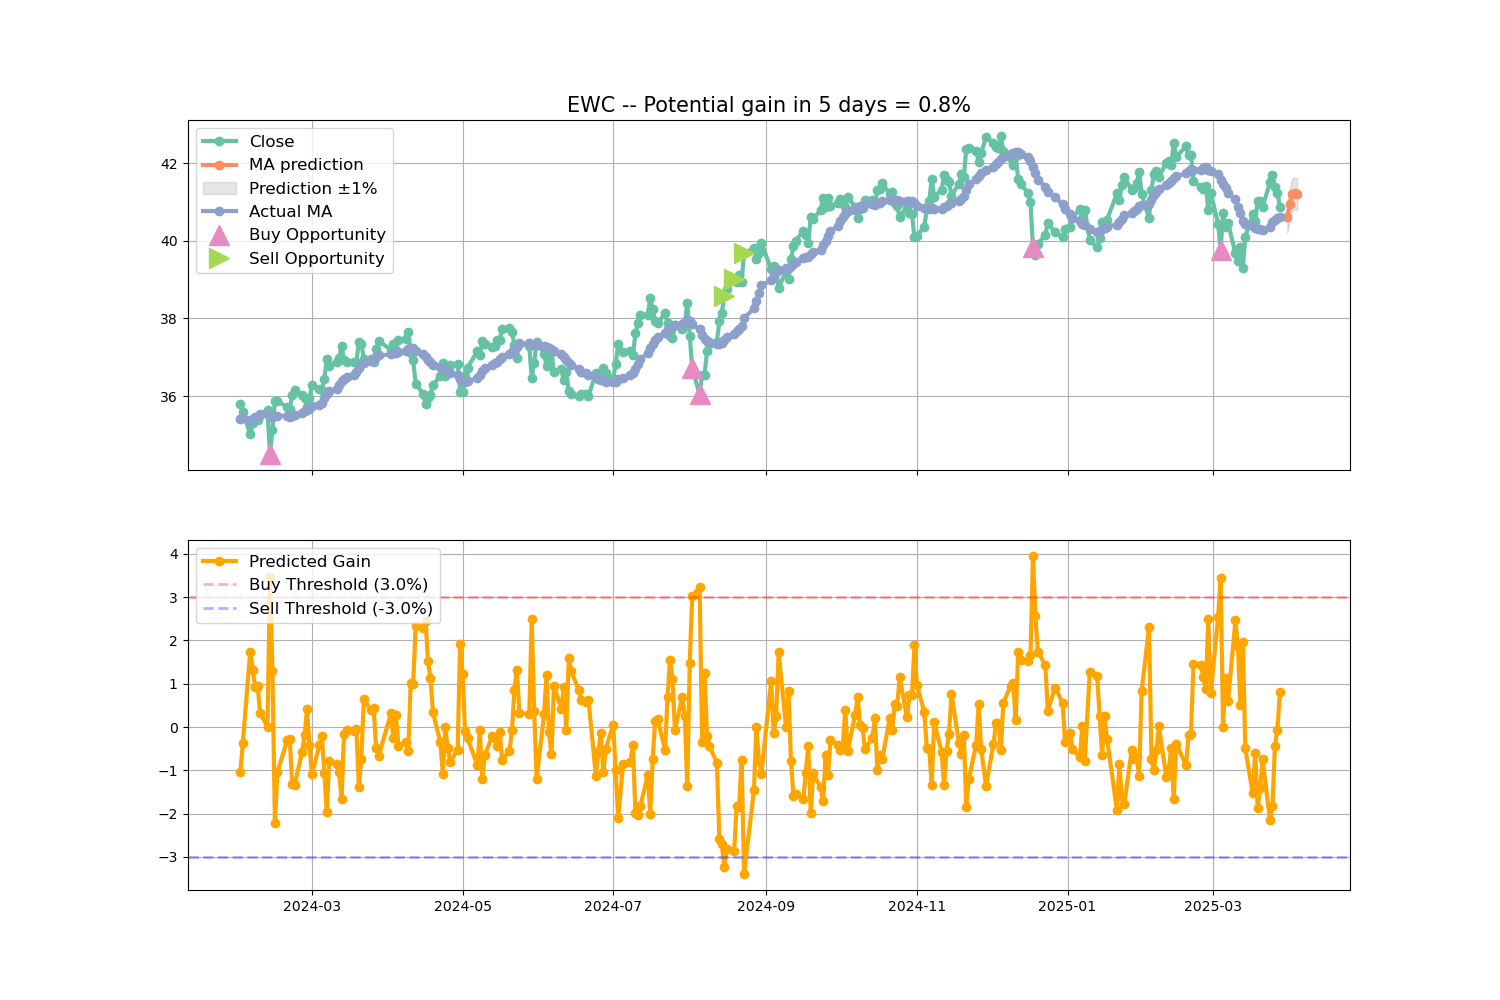 EWC -- Potential gain in 5 days = 0.8%
Close
MA prediction
Prediction ±1%
Actual MA
Buy Opportunity
Sell Opportunity
42
40
38
36
Predicted Gain
Buy Threshold (3.0%)
Sell Threshold (-3.0%)
4
3
2
1
0
−1
−2
−3
2024-03 2024-05 2024-07 2024-09 2024-11 2025-01 2025-03